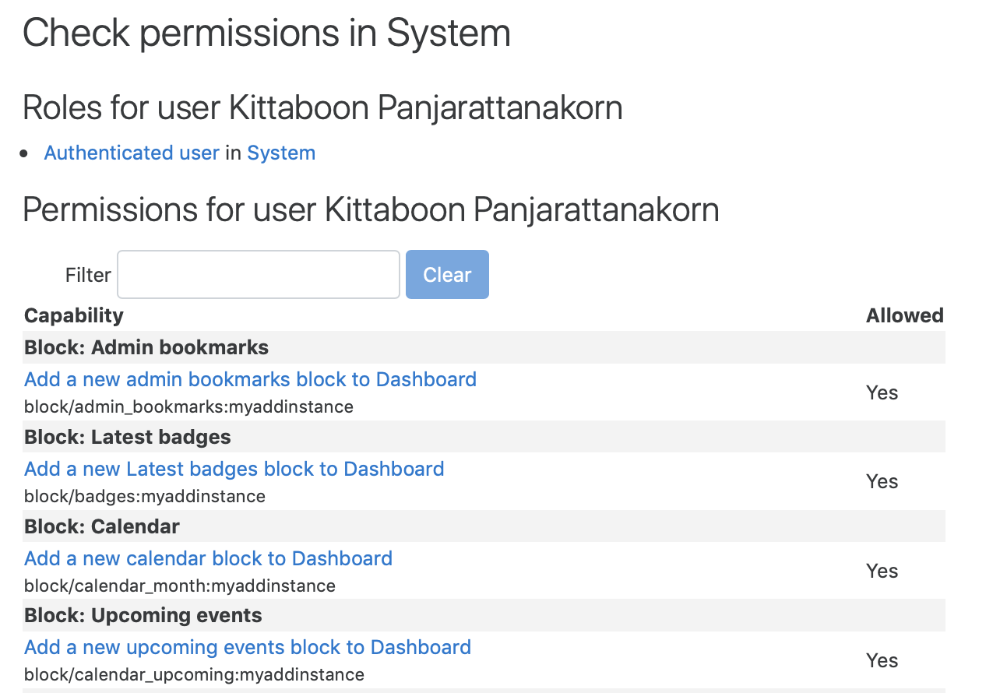 Check permissions in System
Roles for user Kittaboon Panjarattanakorn
• Authenticated user in System
Permissions for user Kittaboon Panjarattanakorn
Filter Clear
Capability Allowed
Block: Admin bookmarks
Add a new admin bookmarks block to Dashboard
block/admin_bookmarks:myaddinstance Yes
Block: Latest badges
Add a new Latest badges block to Dashboard
block/badges:myaddinstance Yes
Block: Calendar
Add a new calendar block to Dashboard
block/calendar_month:myaddinstance Yes
Block: Upcoming events
Add a new upcoming events block to Dashboard
block/calendar_upcoming:myaddinstance Yes